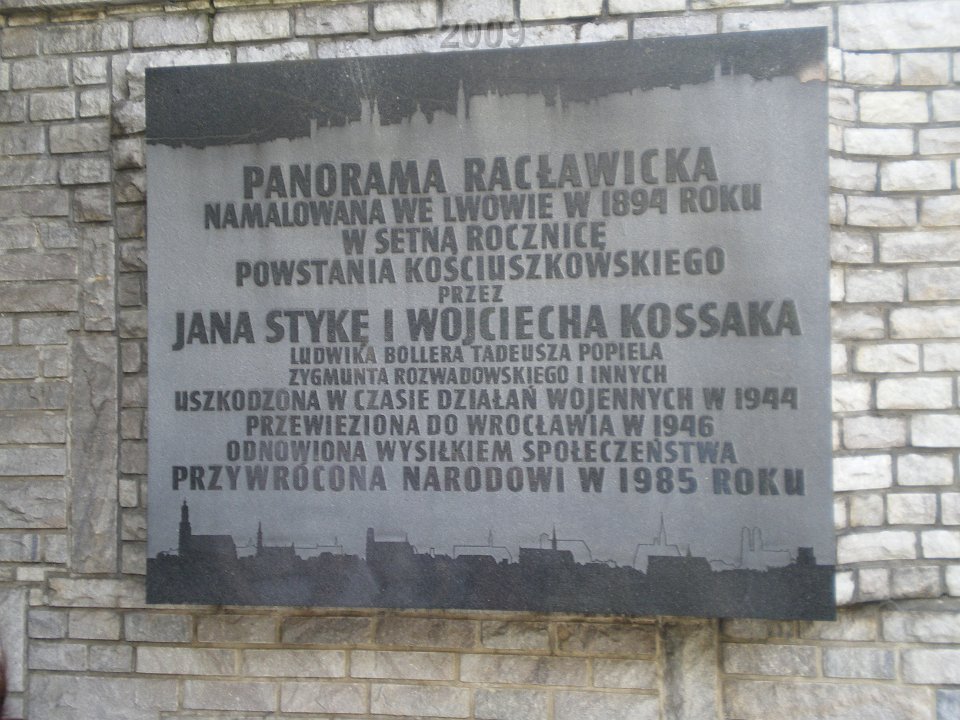 2009
PANORAMA RACŁAWICKA
NAMALOWANA WE LWOWIE W 1894 ROKU
W SETNĄ ROCZNICĘ
POWSTANIA KOŚCIUSZKOWSKIEGO
PRZEZ
JANA STYKĘ I WOJCIECHA KOSSAKA
LUDWIKA BOLLERA TADEUSZA POPIELA
ZYGMUNTA ROZWADOWSKIEGO I INNYCH
USZKODZONA W CZASIE DZIAŁAŃ WOJENNYCH W 1944
PRZEWIEZIONA DO WROCŁAWIA W 1946
ODNOWIONA WYSIŁKIEM SPOŁECZEŃSTWA
PRZYWRÓCONA NARODOWI W 1985 ROKU